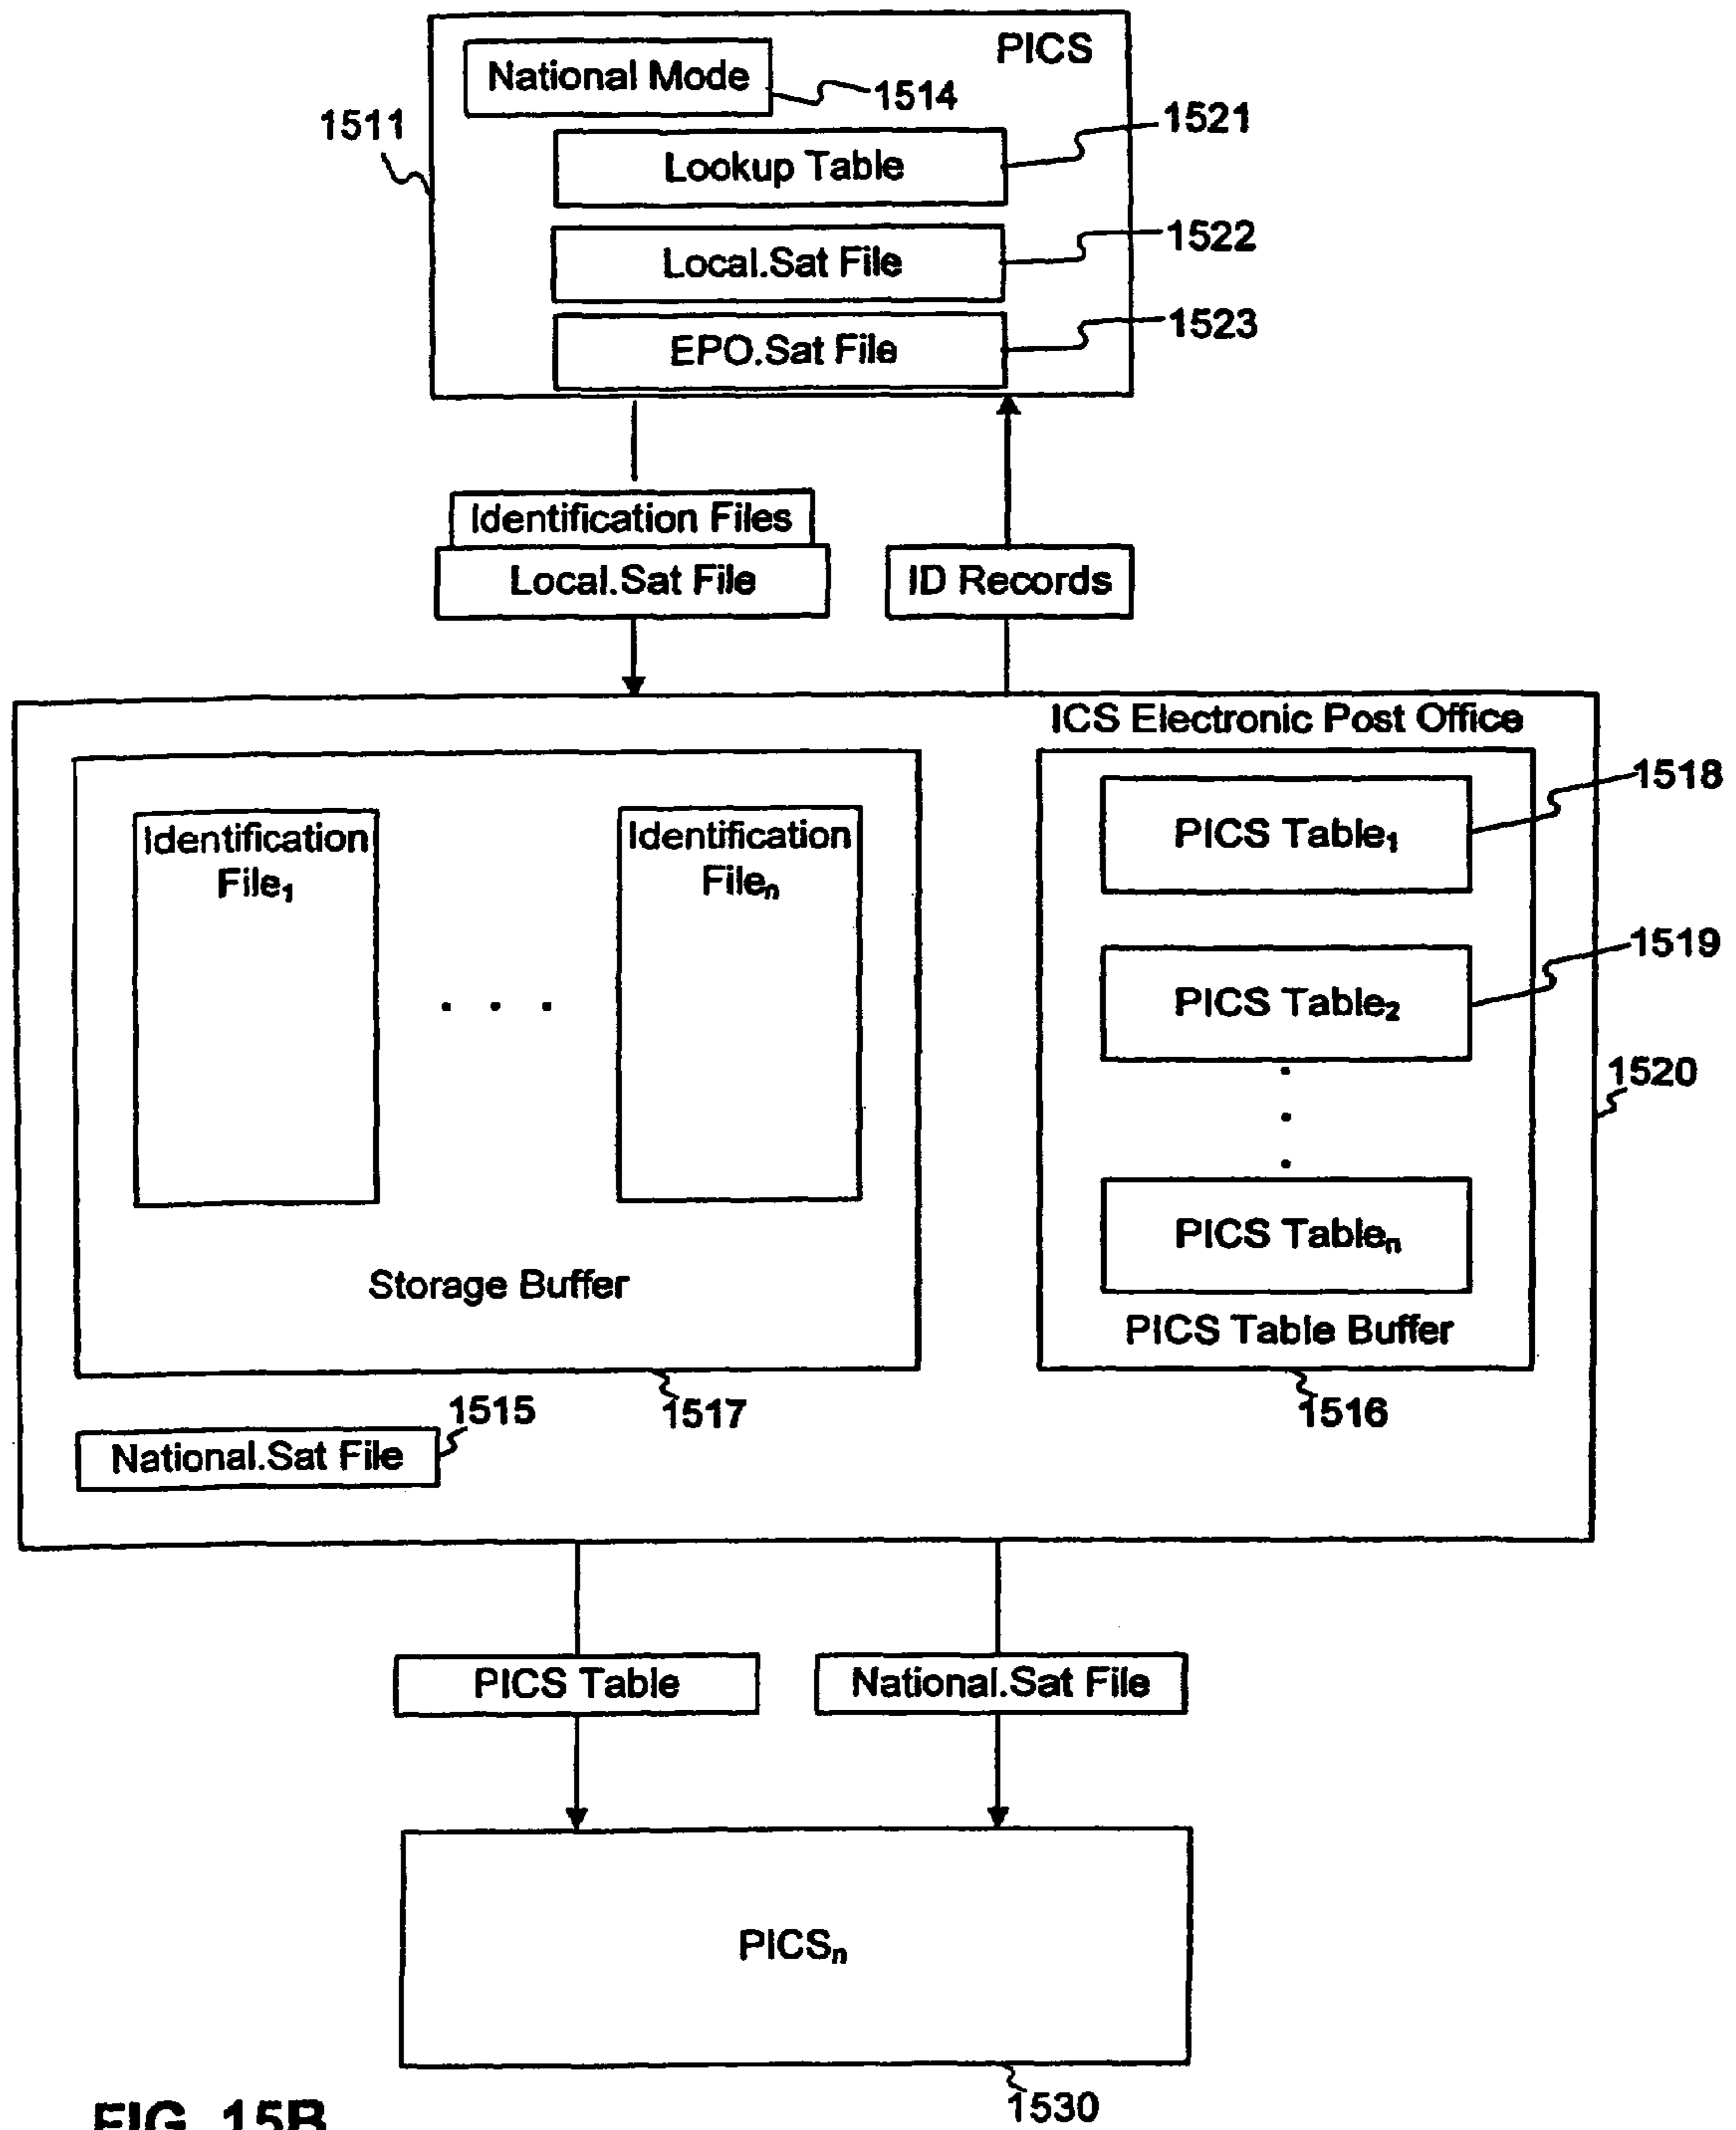 PICS
National Mode
1514
1511
1521
Lookup Table
1522
Local.Sat File
1523
EPO.Sat File
Identification Files
Local.Sat File
ID Records
ICS Electronic Post Office
1518
Identification
File₁
Identification
Fileₙ
PICS Table₁
1519
. . .
PICS Table₂
1520
.
.
.
PICS Tableₙ
Storage Buffer
PICS Table Buffer
1515
1517
1516
National.Sat File
PICS Table
National.Sat File
PICSₙ
1530
FIG. 15B